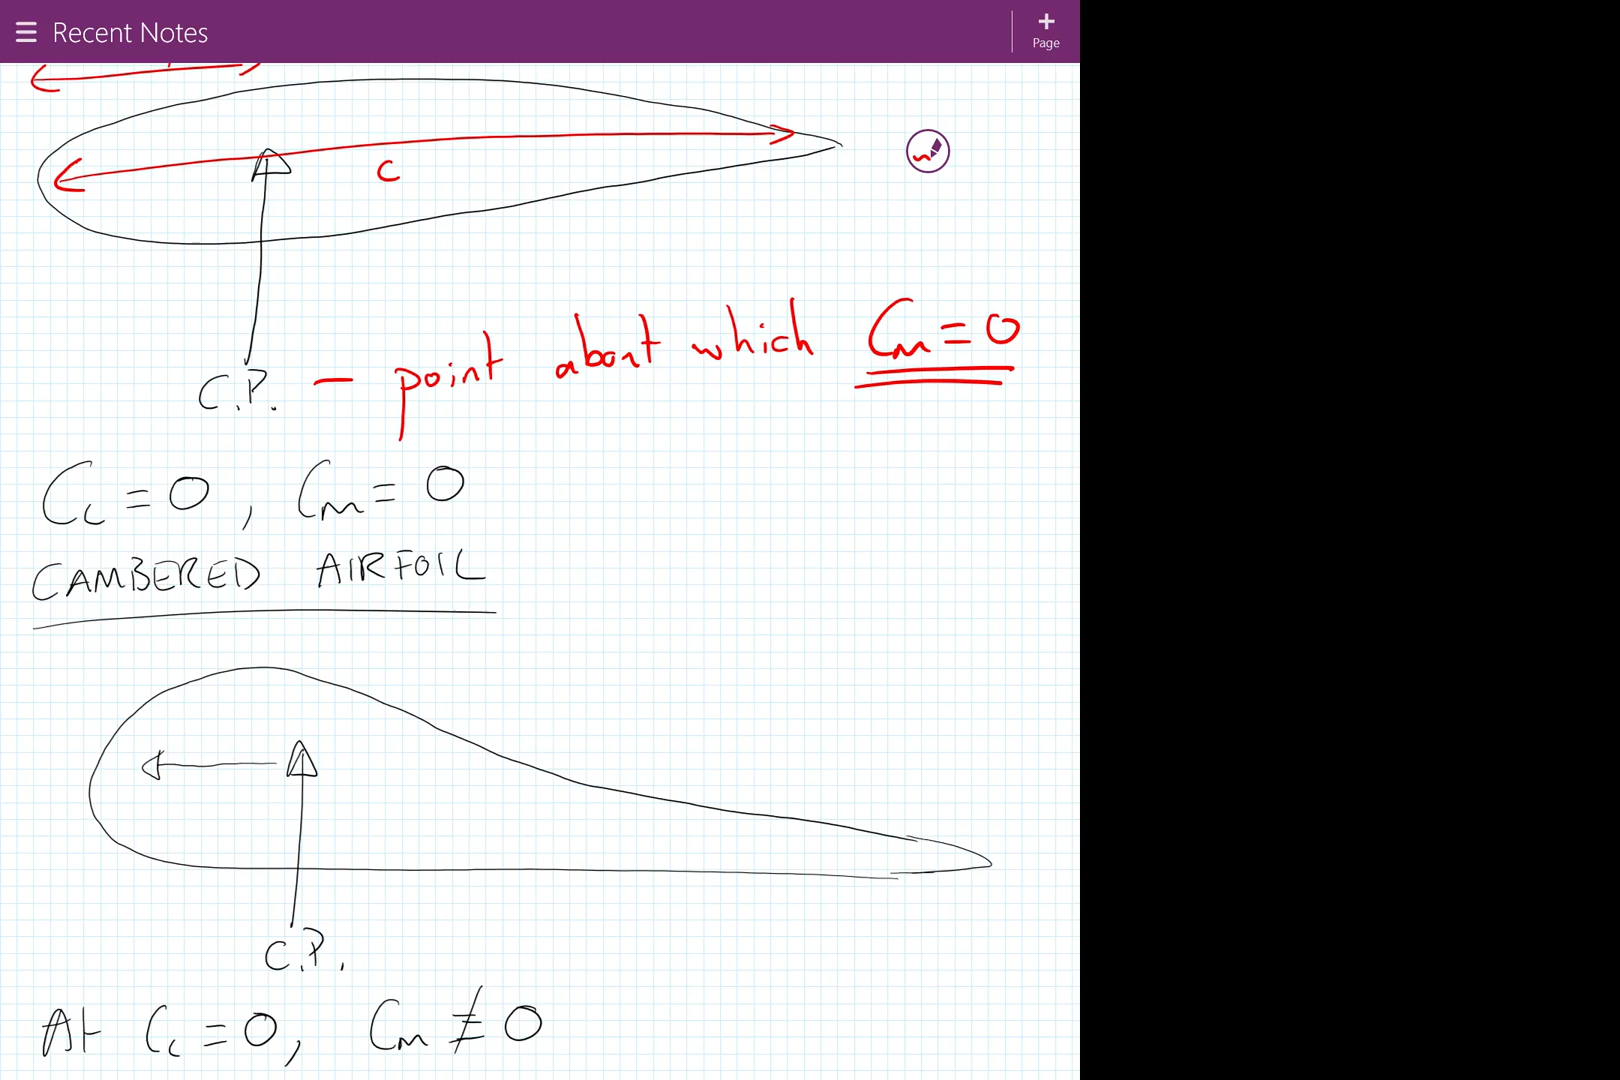 Recent Notes
+
Page
C
C.P. — point about which Cm = 0
CL = 0, Cm = 0
CAMBERED AIRFOIL
C.P.
At CL = 0, Cm ≠ 0